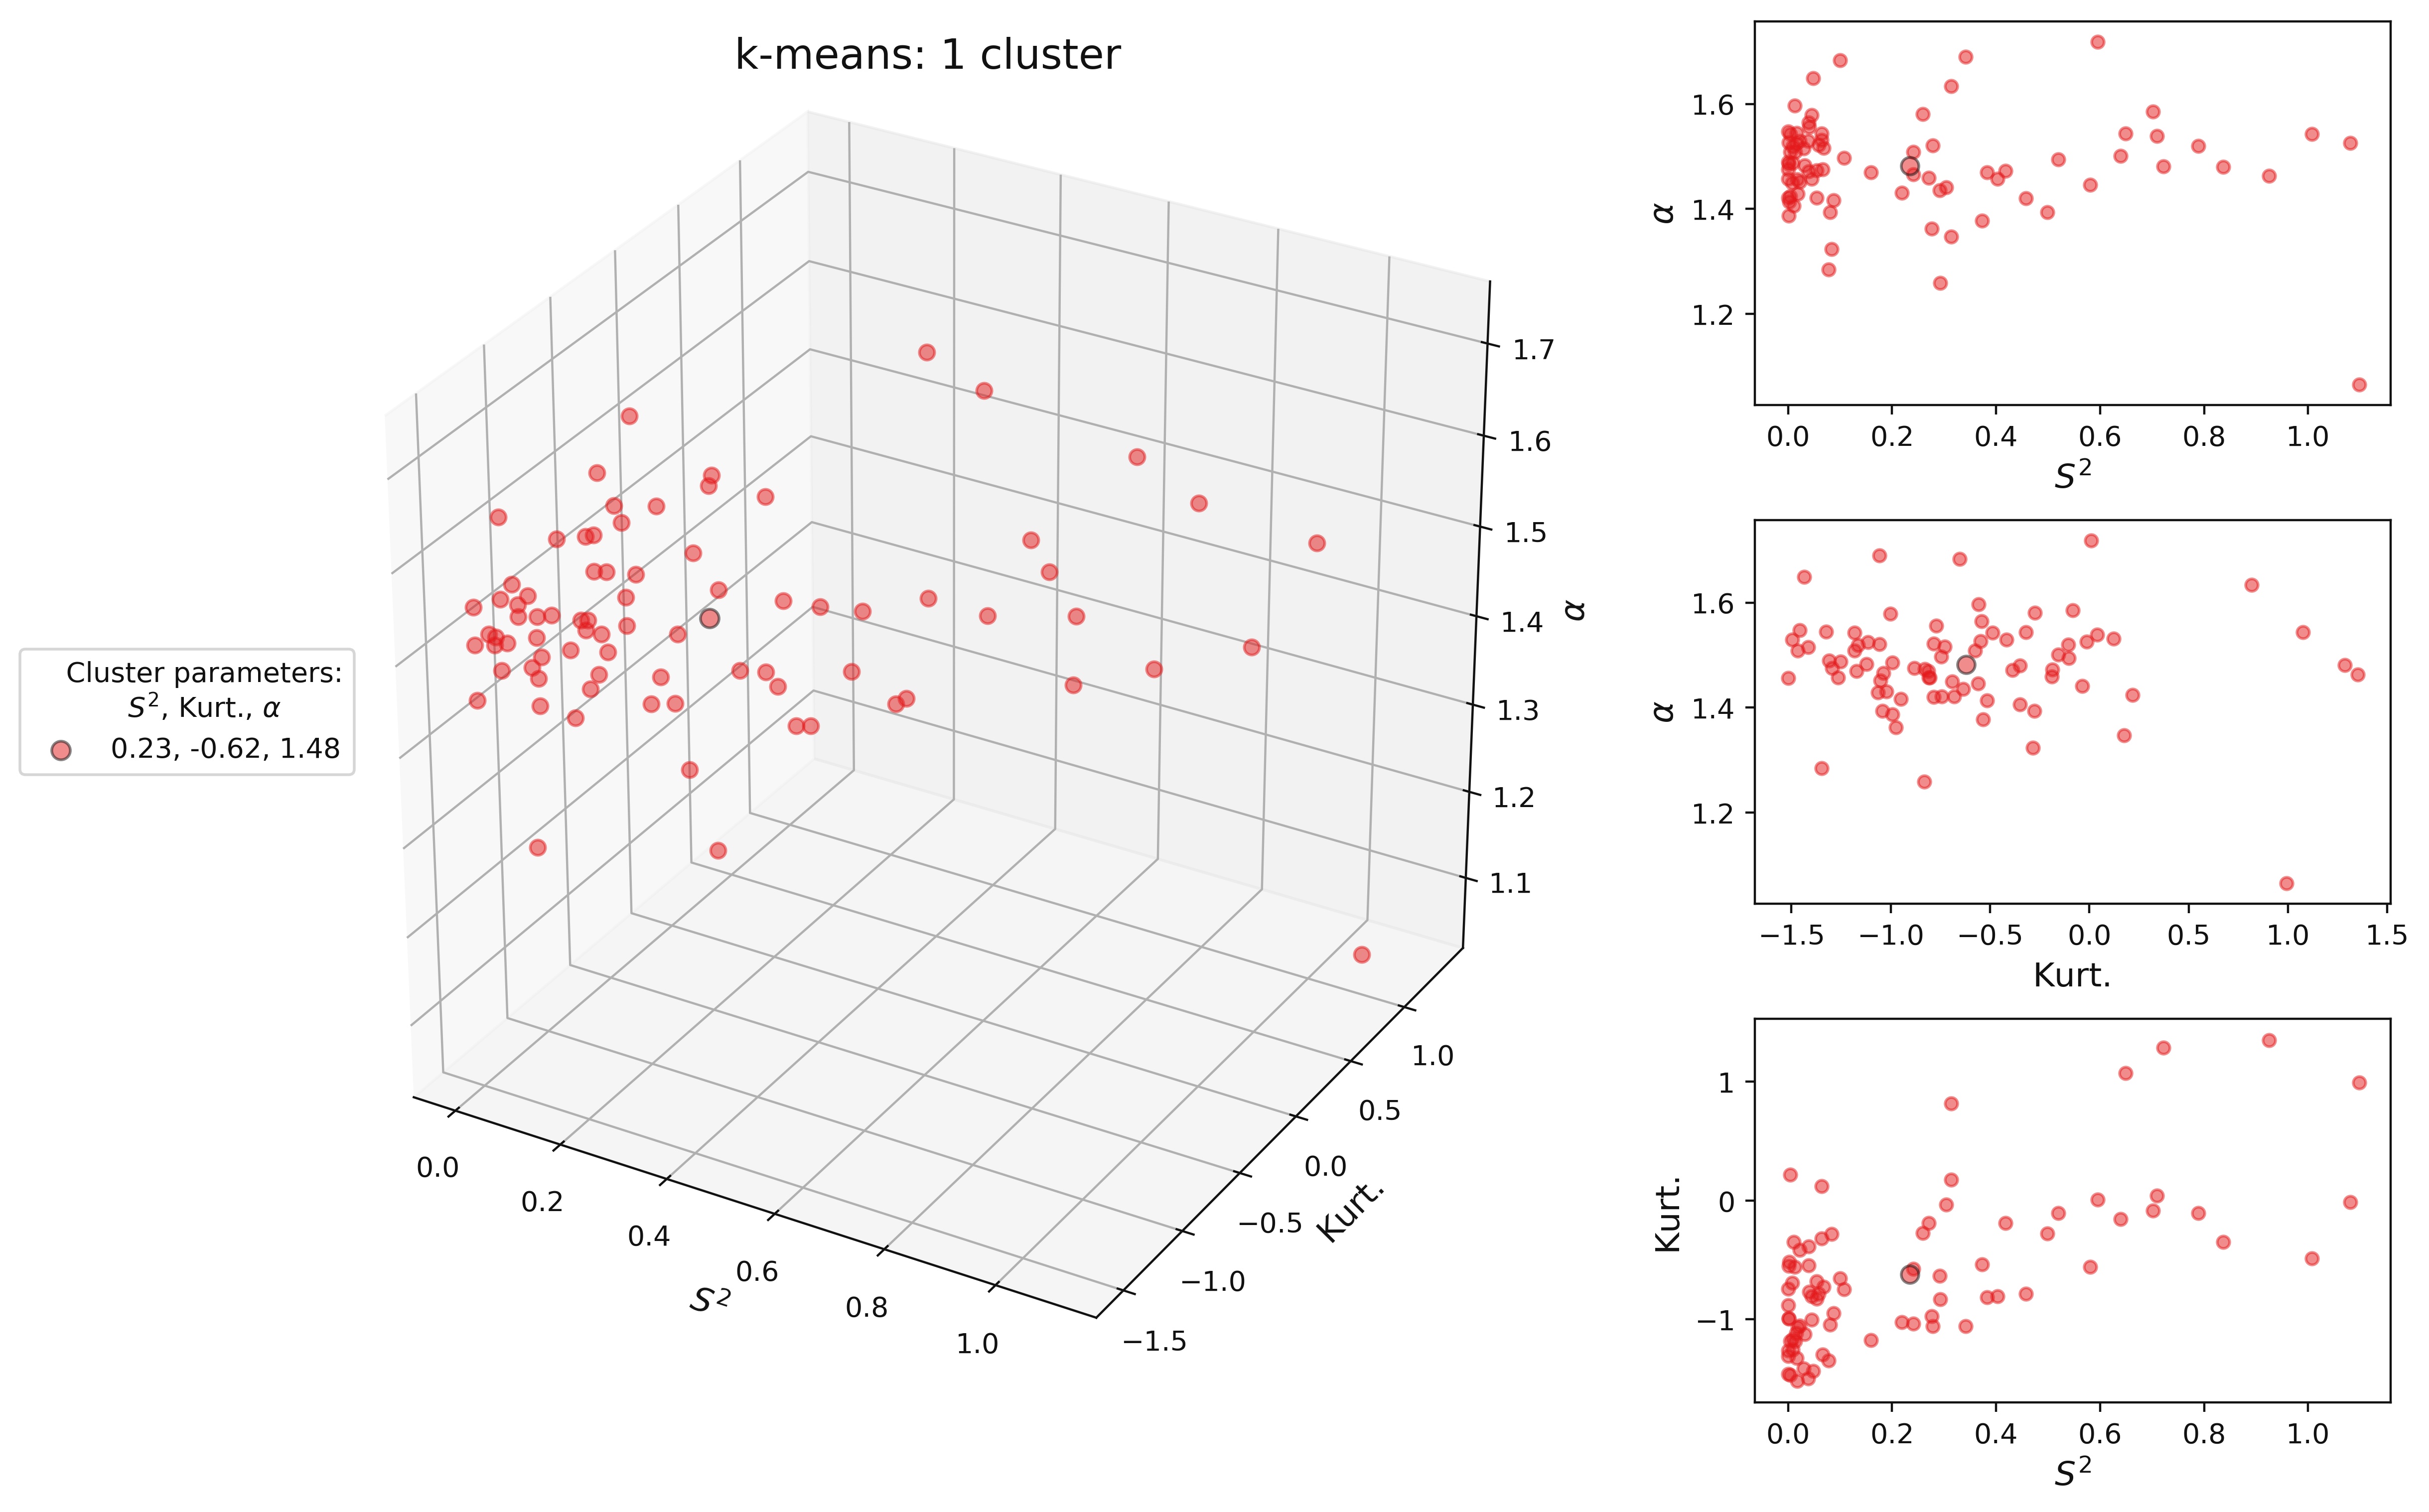 k-means: 1 cluster
Cluster parameters:
S², Kurt., α
0.23, -0.62, 1.48
1.7
1.6
1.5
1.4
1.3
1.2
1.1
α
0.0
0.2
0.4
0.6
0.8
1.0
S²
1.0
0.5
0.0
−0.5
−1.0
−1.5
Kurt.
1.6
1.4
1.2
α
0.0 0.2 0.4 0.6 0.8 1.0
S²
1.6
1.4
1.2
α
−1.5 −1.0 −0.5 0.0 0.5 1.0 1.5
Kurt.
1
0
−1
Kurt.
0.0 0.2 0.4 0.6 0.8 1.0
S²